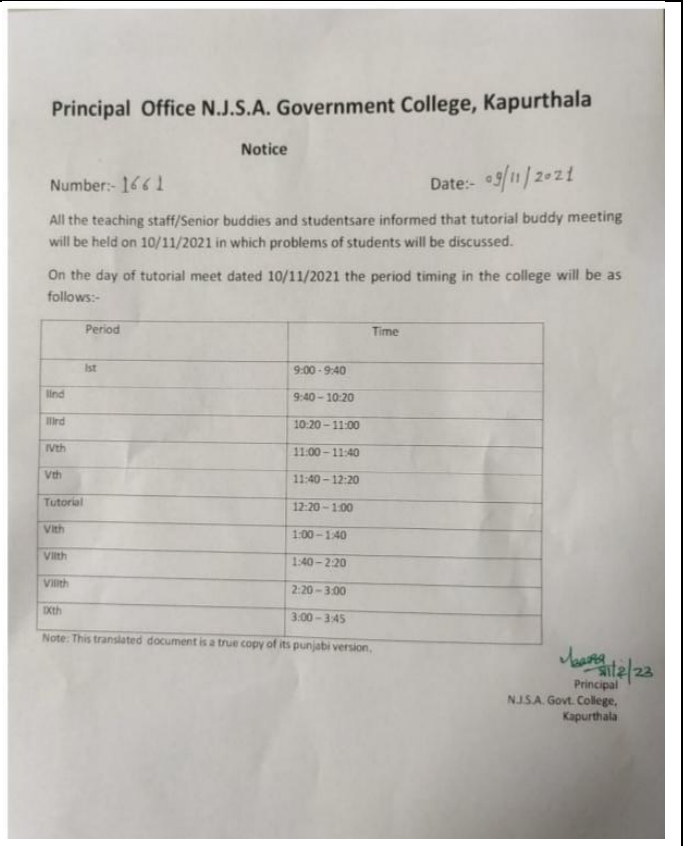 Principal Office N.J.S.A. Government College, Kapurthala
Notice
Number:- 1661 Date:- 09/11/2021
All the teaching staff/Senior buddies and studentsare informed that tutorial buddy meeting
will be held on 10/11/2021 in which problems of students will be discussed.
On the day of tutorial meet dated 10/11/2021 the period timing in the college will be as
follows:-
Period Time
Ist 9:00 - 9:40
IInd 9:40 – 10:20
IIIrd 10:20 – 11:00
IVth 11:00 – 11:40
Vth 11:40 – 12:20
Tutorial 12:20 – 1:00
VIth 1:00 – 1:40
VIIth 1:40 – 2:20
VIIIth 2:20 – 3:00
IXth 3:00 – 3:45
Note: This translated document is a true copy of its punjabi version.
Principal
N.J.S.A. Govt. College,
Kapurthala